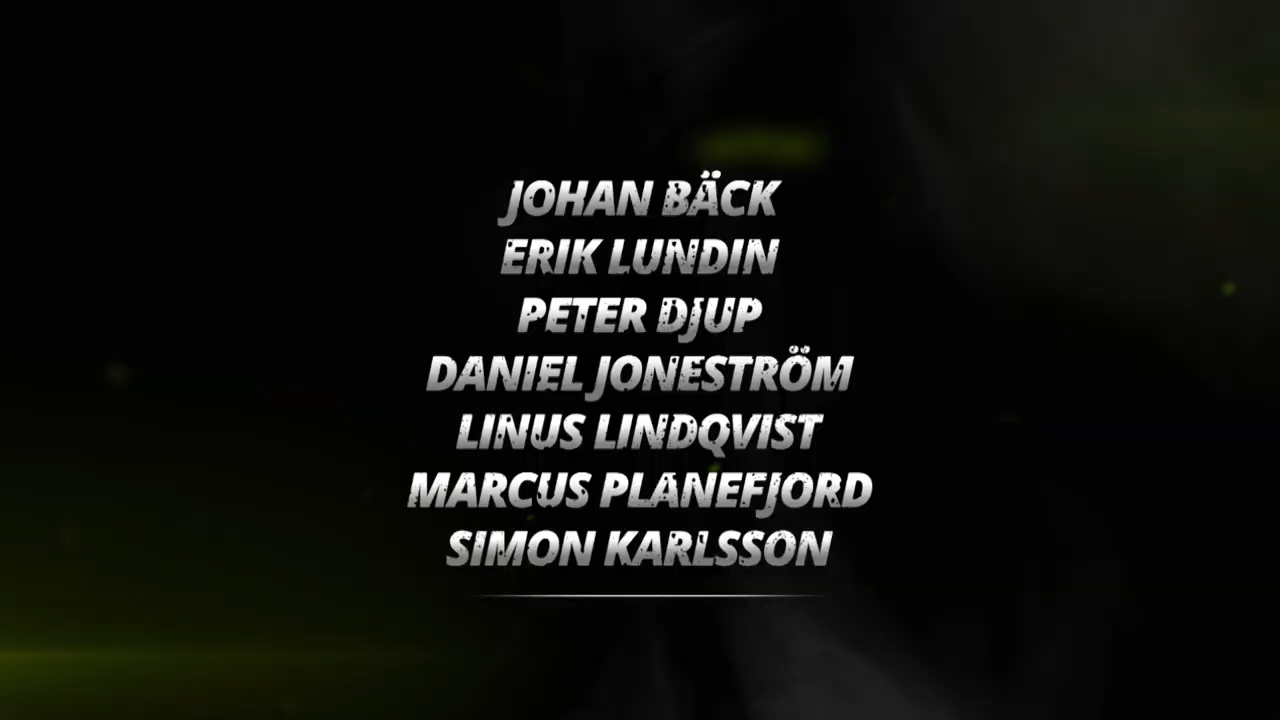 JOHAN BÄCK
ERIK LUNDIN
PETER DJUP
DANIEL JONESTRÖM
LINUS LINDQVIST
MARCUS PLANEFJORD
SIMON KARLSSON